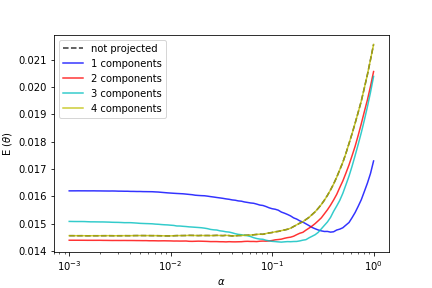 not projected
1 components
2 components
3 components
4 components
0.021
0.020
0.019
0.018
0.017
0.016
0.015
0.014
E (θ)
10⁻³
10⁻²
10⁻¹
10⁰
α